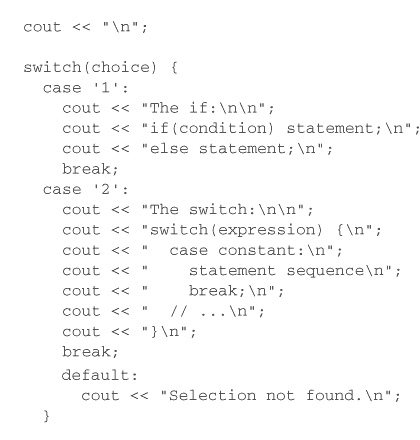 cout << "\n";

switch(choice) {
  case '1':
    cout << "The if:\n\n";
    cout << "if(condition) statement;\n";
    cout << "else statement;\n";
    break;
  case '2':
    cout << "The switch:\n\n";
    cout << "switch(expression) {\n";
    cout << "  case constant:\n";
    cout << "    statement sequence\n";
    cout << "    break;\n";
    cout << "  // ...\n";
    cout << "}\n";
    break;
    default:
      cout << "Selection not found.\n";
  }